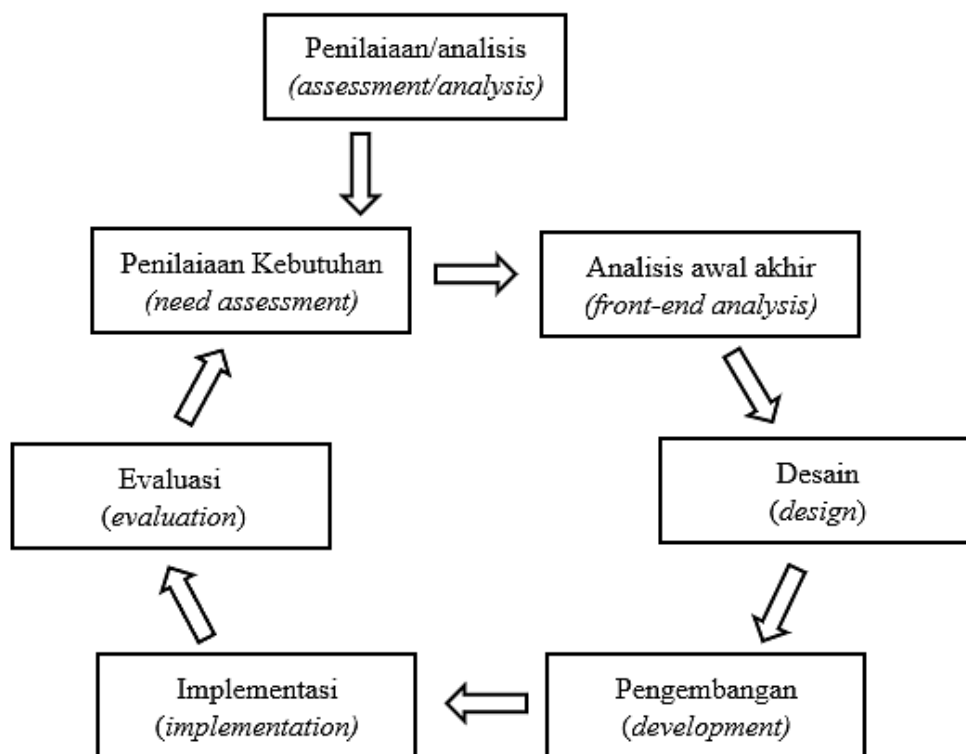 Penilaiaan/analisis
(assessment/analysis)
Penilaiaan Kebutuhan
(need assessment)
Analisis awal akhir
(front-end analysis)
Desain
(design)
Pengembangan
(development)
Implementasi
(implementation)
Evaluasi
(evaluation)